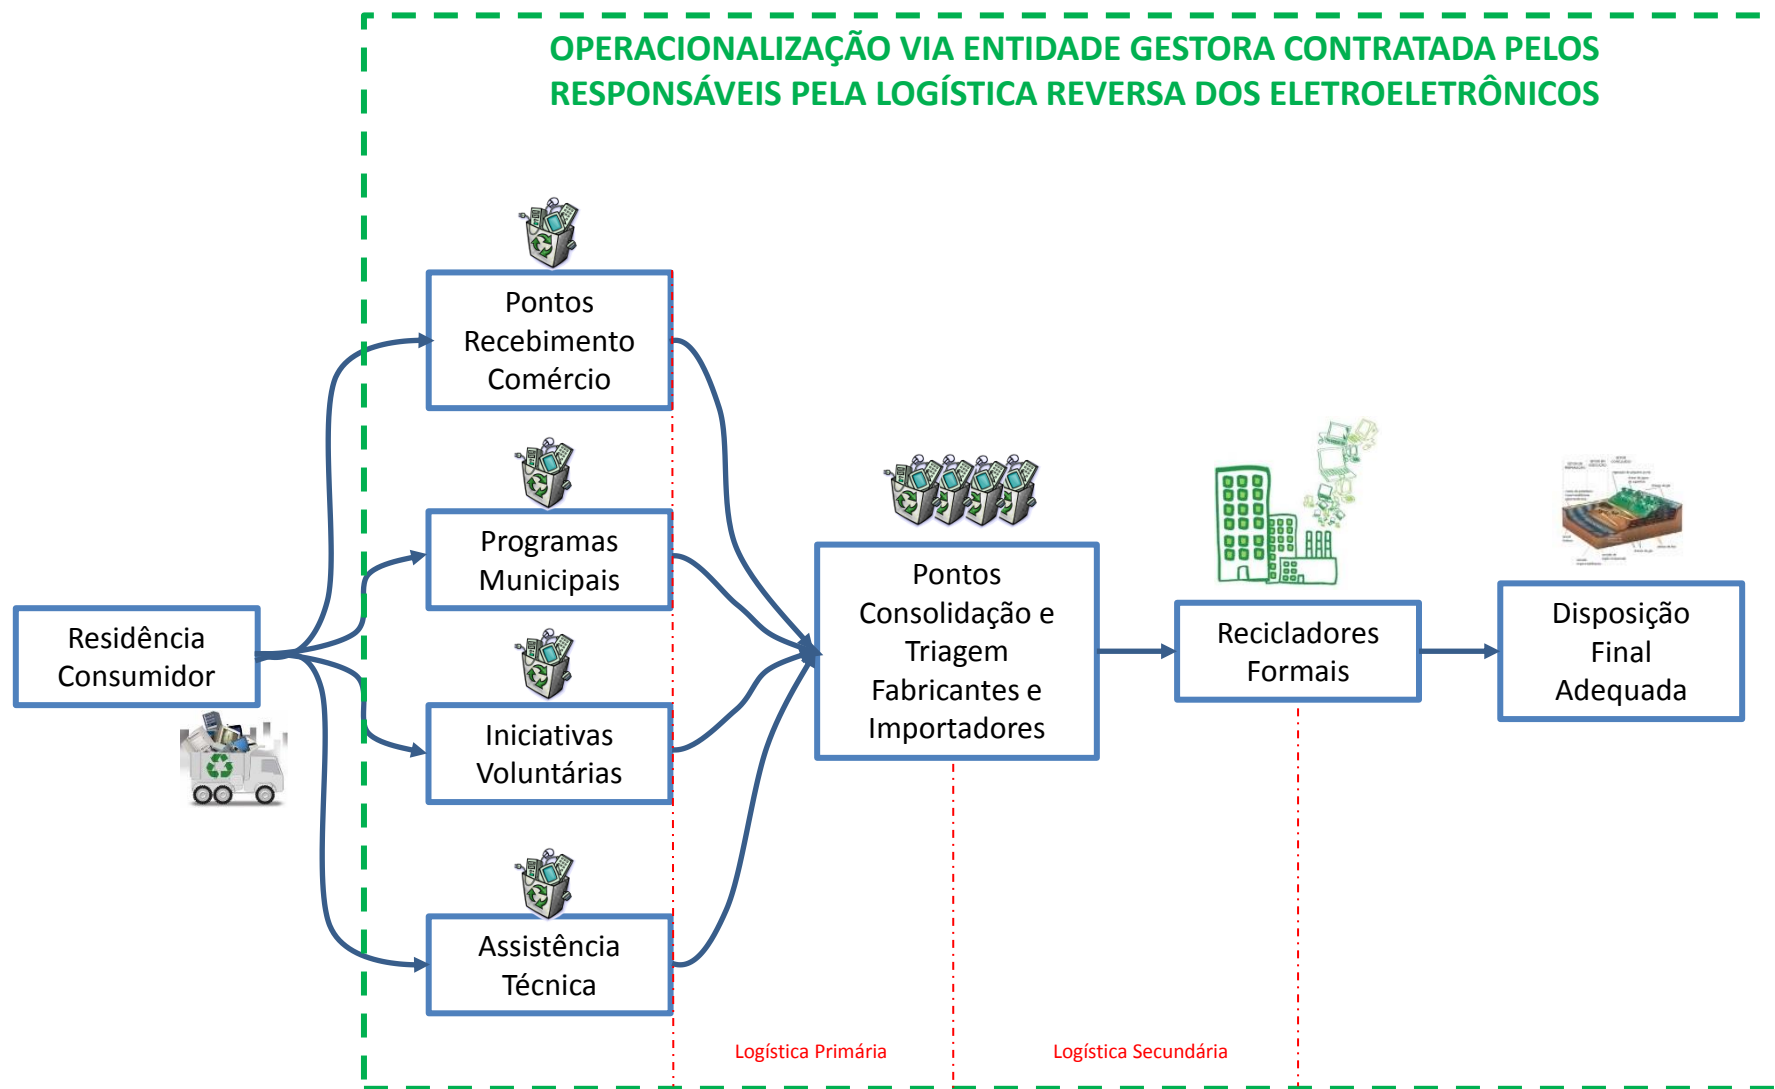 OPERACIONALIZAÇÃO VIA ENTIDADE GESTORA CONTRATADA PELOS
RESPONSÁVEIS PELA LOGÍSTICA REVERSA DOS ELETROELETRÔNICOS
Pontos
Recebimento
Comércio
Programas
Municipais
Residência
Consumidor
Iniciativas
Voluntárias
Assistência
Técnica
Pontos
Consolidação e
Triagem
Fabricantes e
Importadores
Recicladores
Formais
Disposição
Final
Adequada
Logística Primária
Logística Secundária